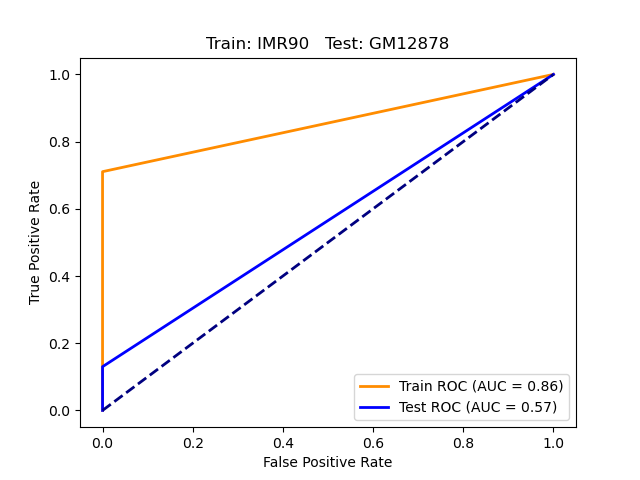 Train: IMR90   Test: GM12878
True Positive Rate
1.0
0.8
0.6
0.4
0.2
0.0
0.0 0.2 0.4 0.6 0.8 1.0
False Positive Rate
Train ROC (AUC = 0.86)
Test ROC (AUC = 0.57)